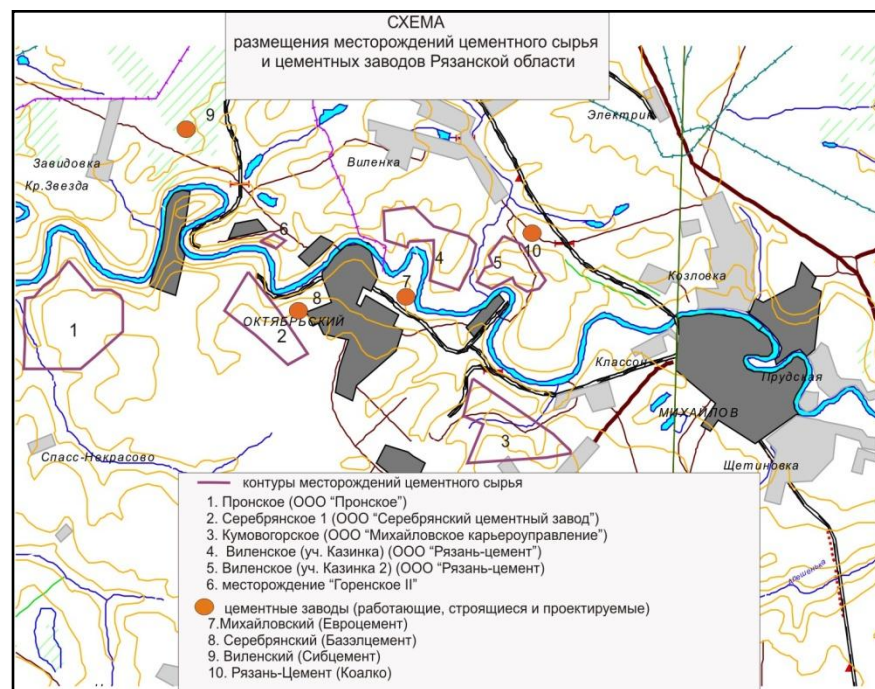 СХЕМА
размещения месторождений цементного сырья
и цементных заводов Рязанской области
9
Электрик
Завидовка
Виленка
Кр.Звезда
6
4
10
5
Козловка
7
8
1
ОКТЯБРЬСКИЙ
2
Классон
Прудская
МИХАЙЛОВ
3
Спасс-Некрасово
Щетиновка
контуры месторождений цементного сырья
1. Пронское (ООО "Пронское")
2. Серебрянское 1 (ООО "Серебрянский цементный завод")
3. Кумовогорское (ООО "Михайловское карьероуправление")
4. Виленское (уч. Казинка) (ООО "Рязань-цемент")
5. Виленское (уч. Казинка 2) (ООО "Рязань-цемент
6. месторождение "Горенское II"
цементные заводы (работающие, строящиеся и проектируемые)
7.Михайловский (Евроцемент)
8. Серебрянский (Базэлцемент)
9. Виленский (Сибцемент)
10. Рязань-Цемент (Коалко)